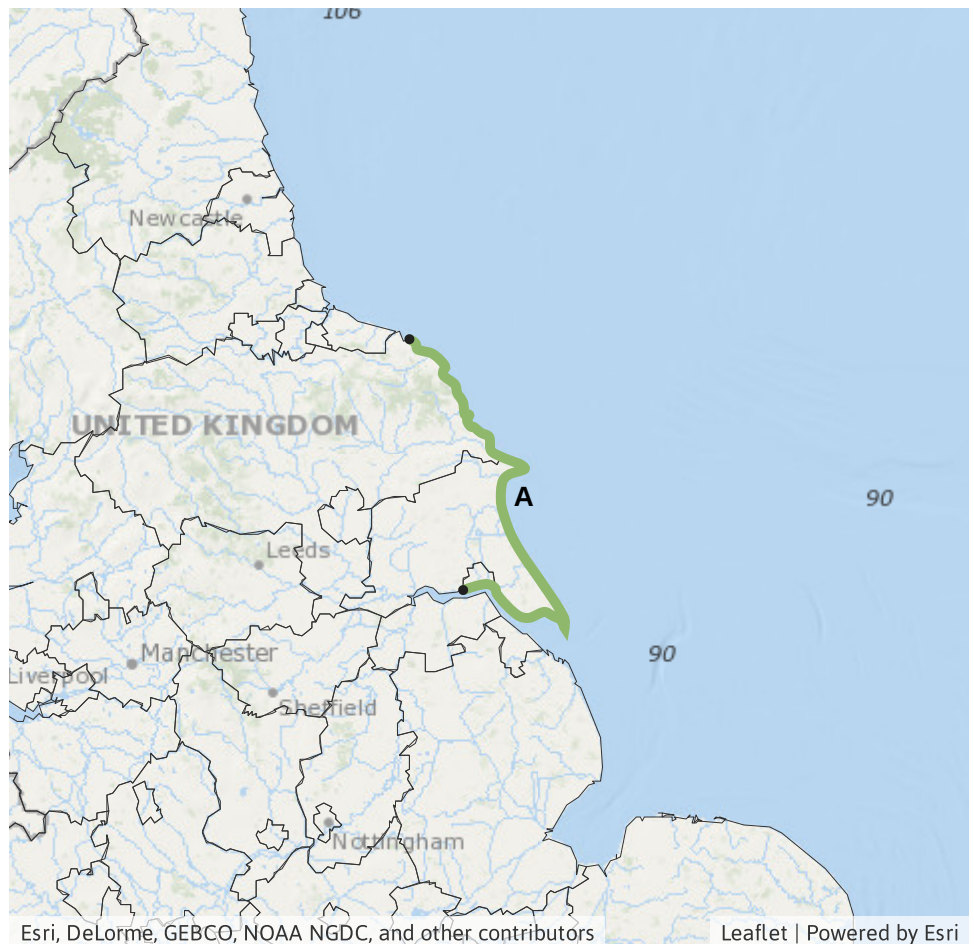 106
Newcastle
UNITED KINGDOM
A
90
Leeds
Manchester
90
Liverpool
Sheffield
Nottingham
Esri, DeLorme, GEBCO, NOAA NGDC, and other contributors
Leaflet | Powered by Esri